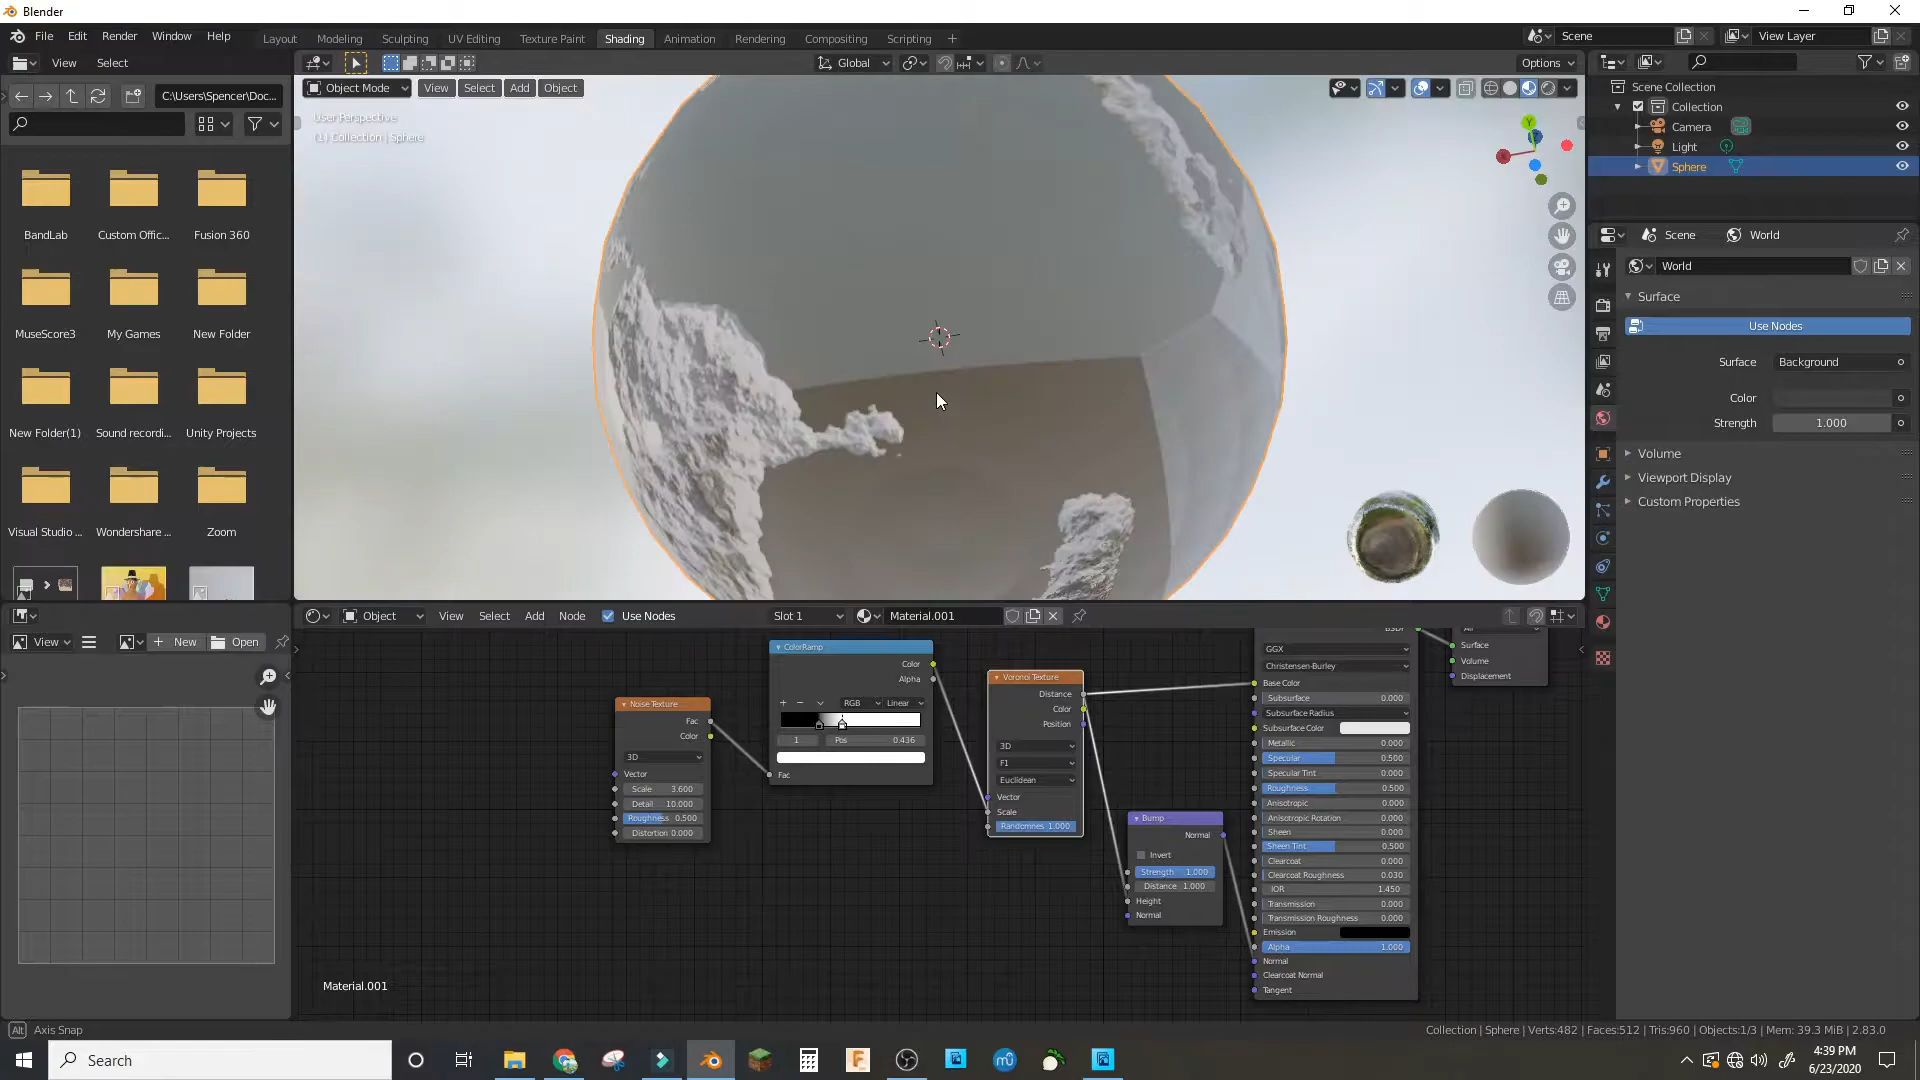 Blender
File Edit Render Window Help
Layout Modeling Sculpting UV Editing Texture Paint Shading Animation Rendering Compositing Scripting
Scene View Layer
View Select
Global Options
C:\Users\Spencer\Doc...
Object Mode View Select Add Object
User Perspective
(1) Collection | Sphere
Y
X
Scene Collection
Collection
Camera
Light
Sphere
BandLab Custom Offic... Fusion 360
MuseScore3 My Games New Folder
New Folder(1) Sound recordi... Unity Projects
Visual Studio ... Wondershare ... Zoom
Scene World
World
Surface
Use Nodes
Surface Background
Color
Strength 1.000
Volume
Viewport Display
Custom Properties
Object View Select Add Node Use Nodes Slot 1 Material.001
View New Open
Noise Texture
Fac
Color
3D
Vector
Scale 3.600
Detail 10.000
Roughness 0.500
Distortion 0.000
ColorRamp
Color
Alpha
RGB Linear
1 Pos 0.436
Fac
Voronoi Texture
Distance
Color
Position
3D
F1
Euclidean
Vector
Scale
Randomnes 1.000
Bump
Normal
Invert
Strength 1.000
Distance 1.000
Height
Normal
BSDF
GGX
Christensen-Burley
Base Color
Subsurface 0.000
Subsurface Radius
Subsurface Color
Metallic 0.000
Specular 0.500
Specular Tint 0.000
Roughness 0.500
Anisotropic 0.000
Anisotropic Rotation 0.000
Sheen 0.000
Sheen Tint 0.500
Clearcoat 0.000
Clearcoat Roughness 0.030
IOR 1.450
Transmission 0.000
Transmission Roughness 0.000
Emission
Alpha 1.000
Normal
Clearcoat Normal
Tangent
All
Surface
Volume
Displacement
Material.001
Alt Axis Snap
Collection | Sphere | Verts:482 | Faces:512 | Tris:960 | Objects:1/3 | Mem: 39.3 MiB | 2.83.0
Search
4:39 PM
6/23/2020